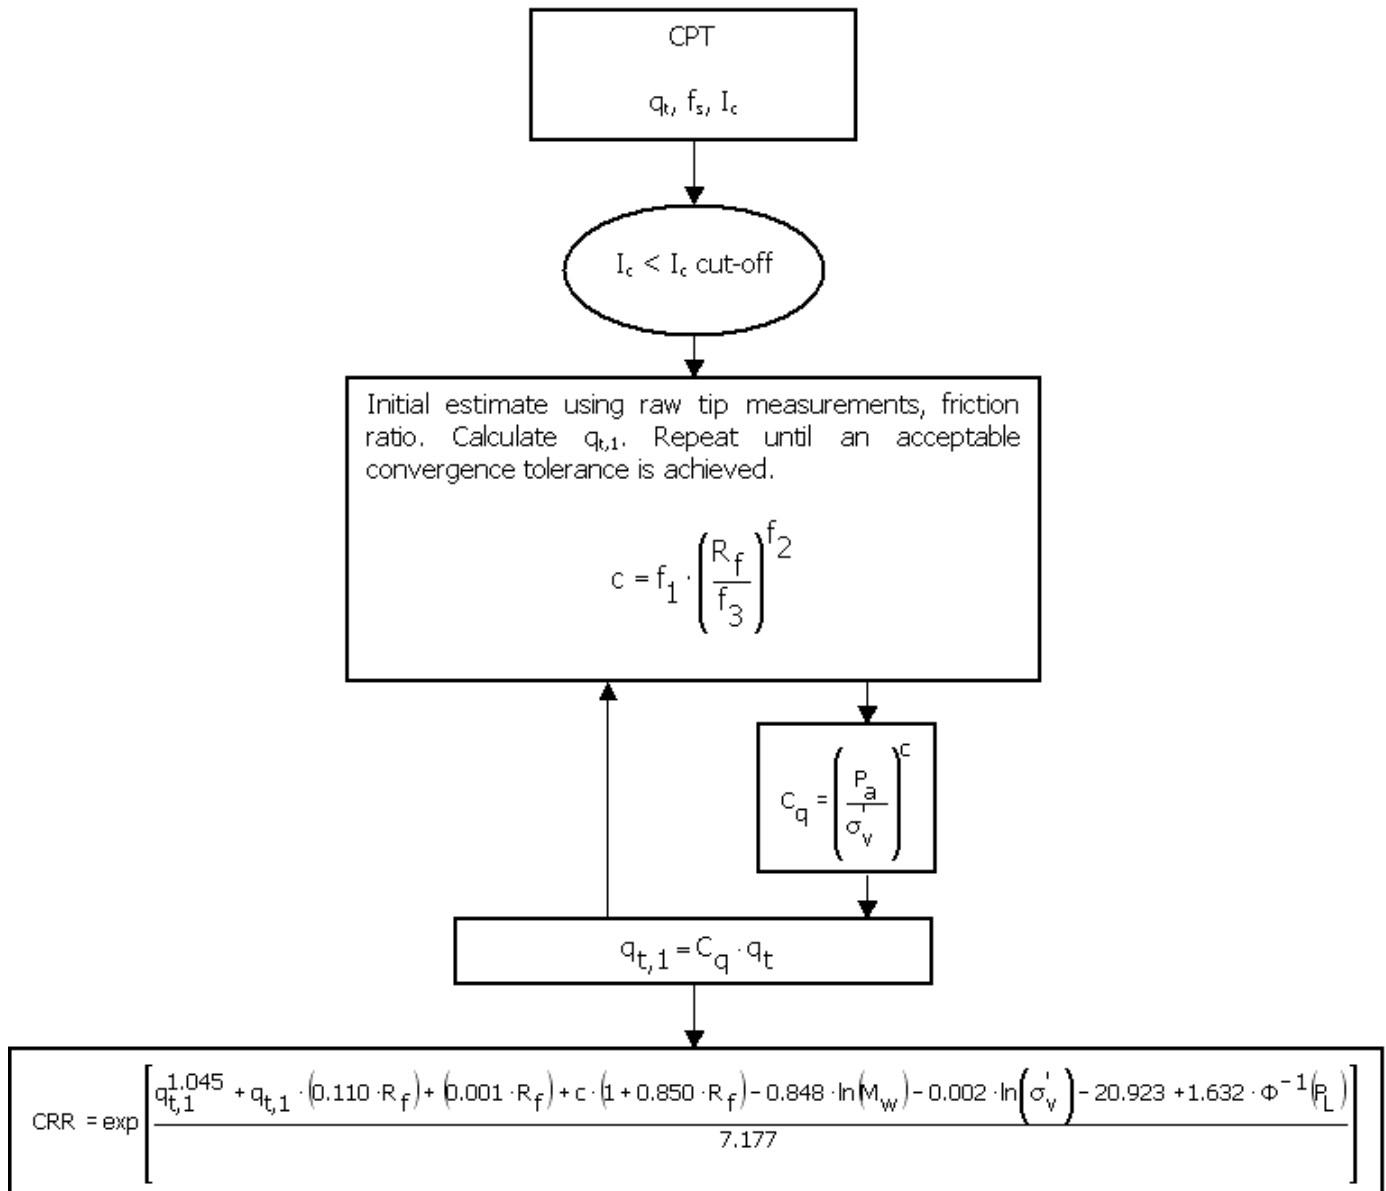 CPT
qt, fs, Ic
Ic < Ic cut-off
Initial estimate using raw tip measurements, friction
ratio. Calculate qt,1. Repeat until an acceptable
convergence tolerance is achieved.
c = f1 · (Rf / f3)^f2
Cq = (Pa / σ'v)^c
qt,1 = Cq · qt
CRR = exp[(qt,1^1.045 + qt,1 · (0.110 · Rf) + (0.001 · Rf) + c · (1 + 0.850 · Rf) − 0.848 · ln(Mw) − 0.002 · ln(σ'v) − 20.923 + 1.632 · Φ^−1(PL)) / 7.177]